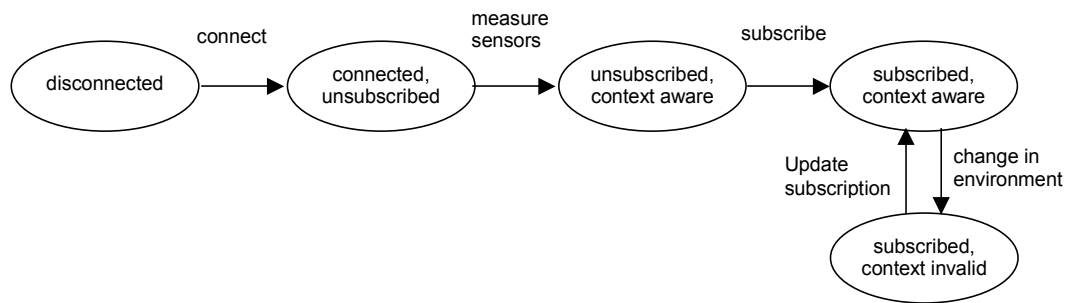 connect
measure
sensors
subscribe
disconnected
connected,
unsubscribed
unsubscribed,
context aware
subscribed,
context aware
Update
subscription
change in
environment
subscribed,
context invalid